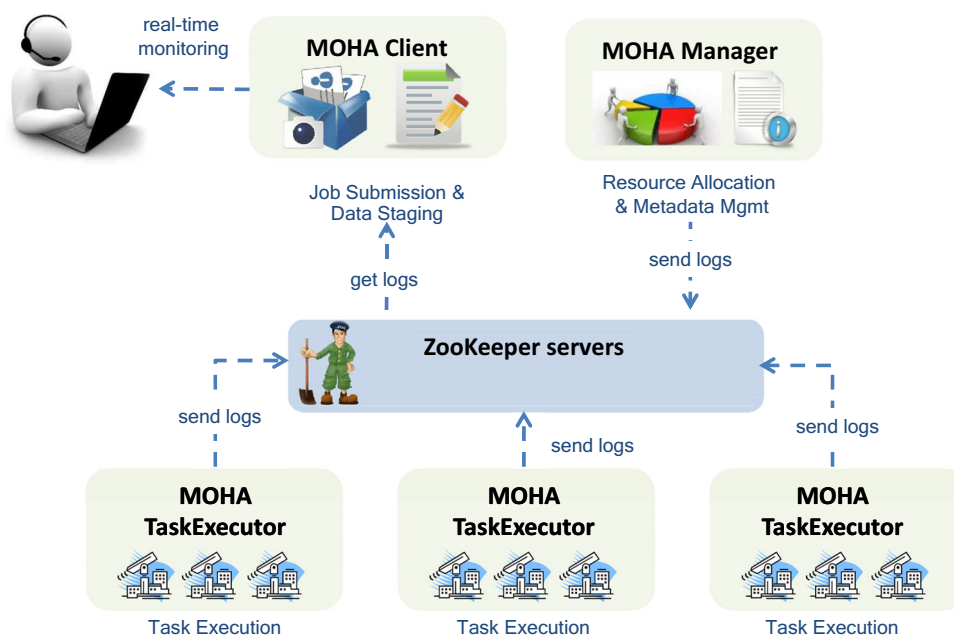 real-time
monitoring
MOHA Client
MOHA Manager
Job Submission &
Data Staging
Resource Allocation
& Metadata Mgmt
get logs
send logs
ZooKeeper servers
send logs
send logs
send logs
MOHA
TaskExecutor
MOHA
TaskExecutor
MOHA
TaskExecutor
Task Execution
Task Execution
Task Execution